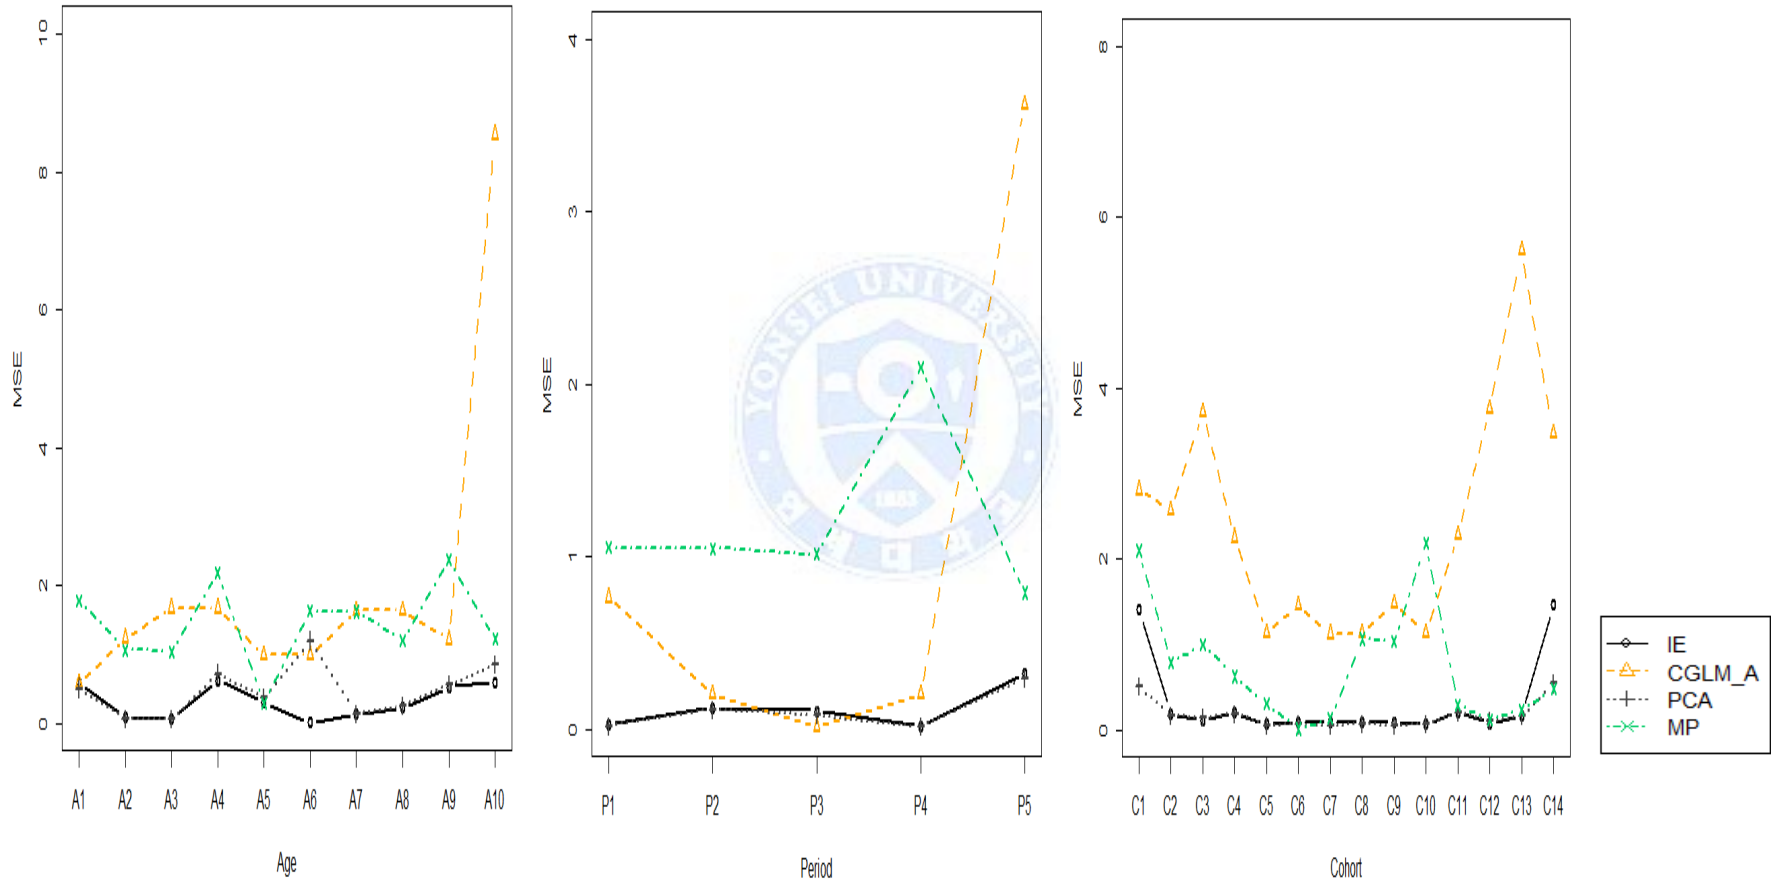 10
8
6
4
2
0
MSE
A1 A2 A3 A4 A5 A6 A7 A8 A9 A10
Age
4
3
2
1
0
MSE
P1 P2 P3 P4 P5
Period
8
6
4
2
0
MSE
C1 C2 C3 C4 C5 C6 C7 C8 C9 C10 C11 C12 C13 C14
Cohort
YONSEI UNIVERSITY
1885
IE
CGLM_A
PCA
MP